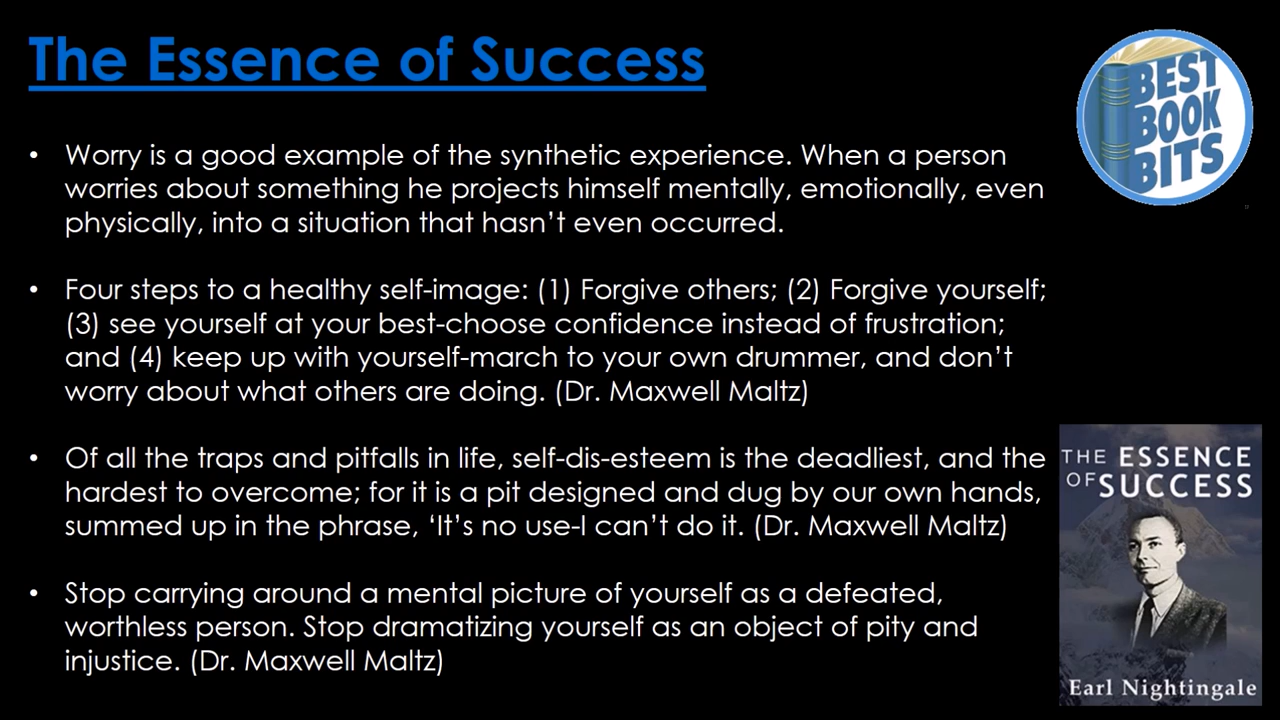 The Essence of Success
BEST
BOOK
BITS
• Worry is a good example of the synthetic experience. When a person
worries about something he projects himself mentally, emotionally, even
physically, into a situation that hasn’t even occurred.
• Four steps to a healthy self-image: (1) Forgive others; (2) Forgive yourself;
(3) see yourself at your best-choose confidence instead of frustration;
and (4) keep up with yourself-march to your own drummer, and don’t
worry about what others are doing. (Dr. Maxwell Maltz)
• Of all the traps and pitfalls in life, self-dis-esteem is the deadliest, and the
hardest to overcome; for it is a pit designed and dug by our own hands,
summed up in the phrase, ‘It’s no use-I can’t do it. (Dr. Maxwell Maltz)
• Stop carrying around a mental picture of yourself as a defeated,
worthless person. Stop dramatizing yourself as an object of pity and
injustice. (Dr. Maxwell Maltz)
THE ESSENCE
OF SUCCESS
Earl Nightingale